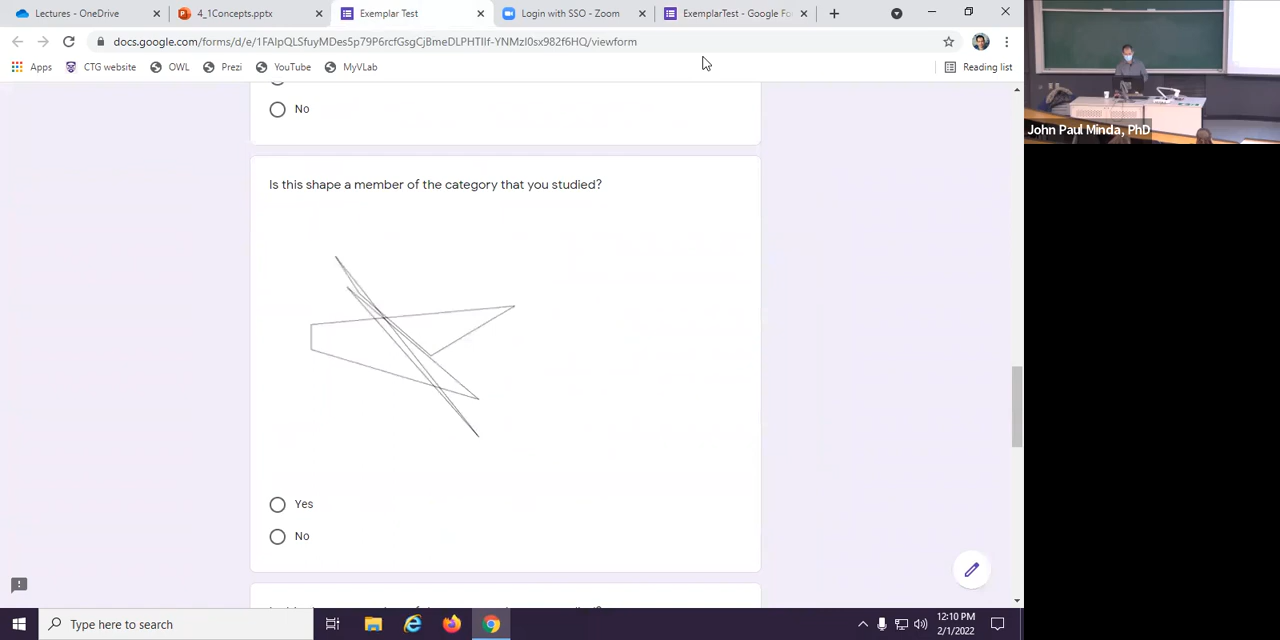 Lectures - OneDrive
4_1Concepts.pptx
Exemplar Test
Login with SSO - Zoom
ExemplarTest - Google Fo
docs.google.com/forms/d/e/1FAIpQLSfuyMDes5p79P6rcfGsgCjBmeDLPHTIlf-YNMzI0sx982f6HQ/viewform
Apps
CTG website
OWL
Prezi
YouTube
MyVLab
Reading list
No
John Paul Minda, PhD
Is this shape a member of the category that you studied?
Yes
No
Type here to search
12:10 PM
2/1/2022